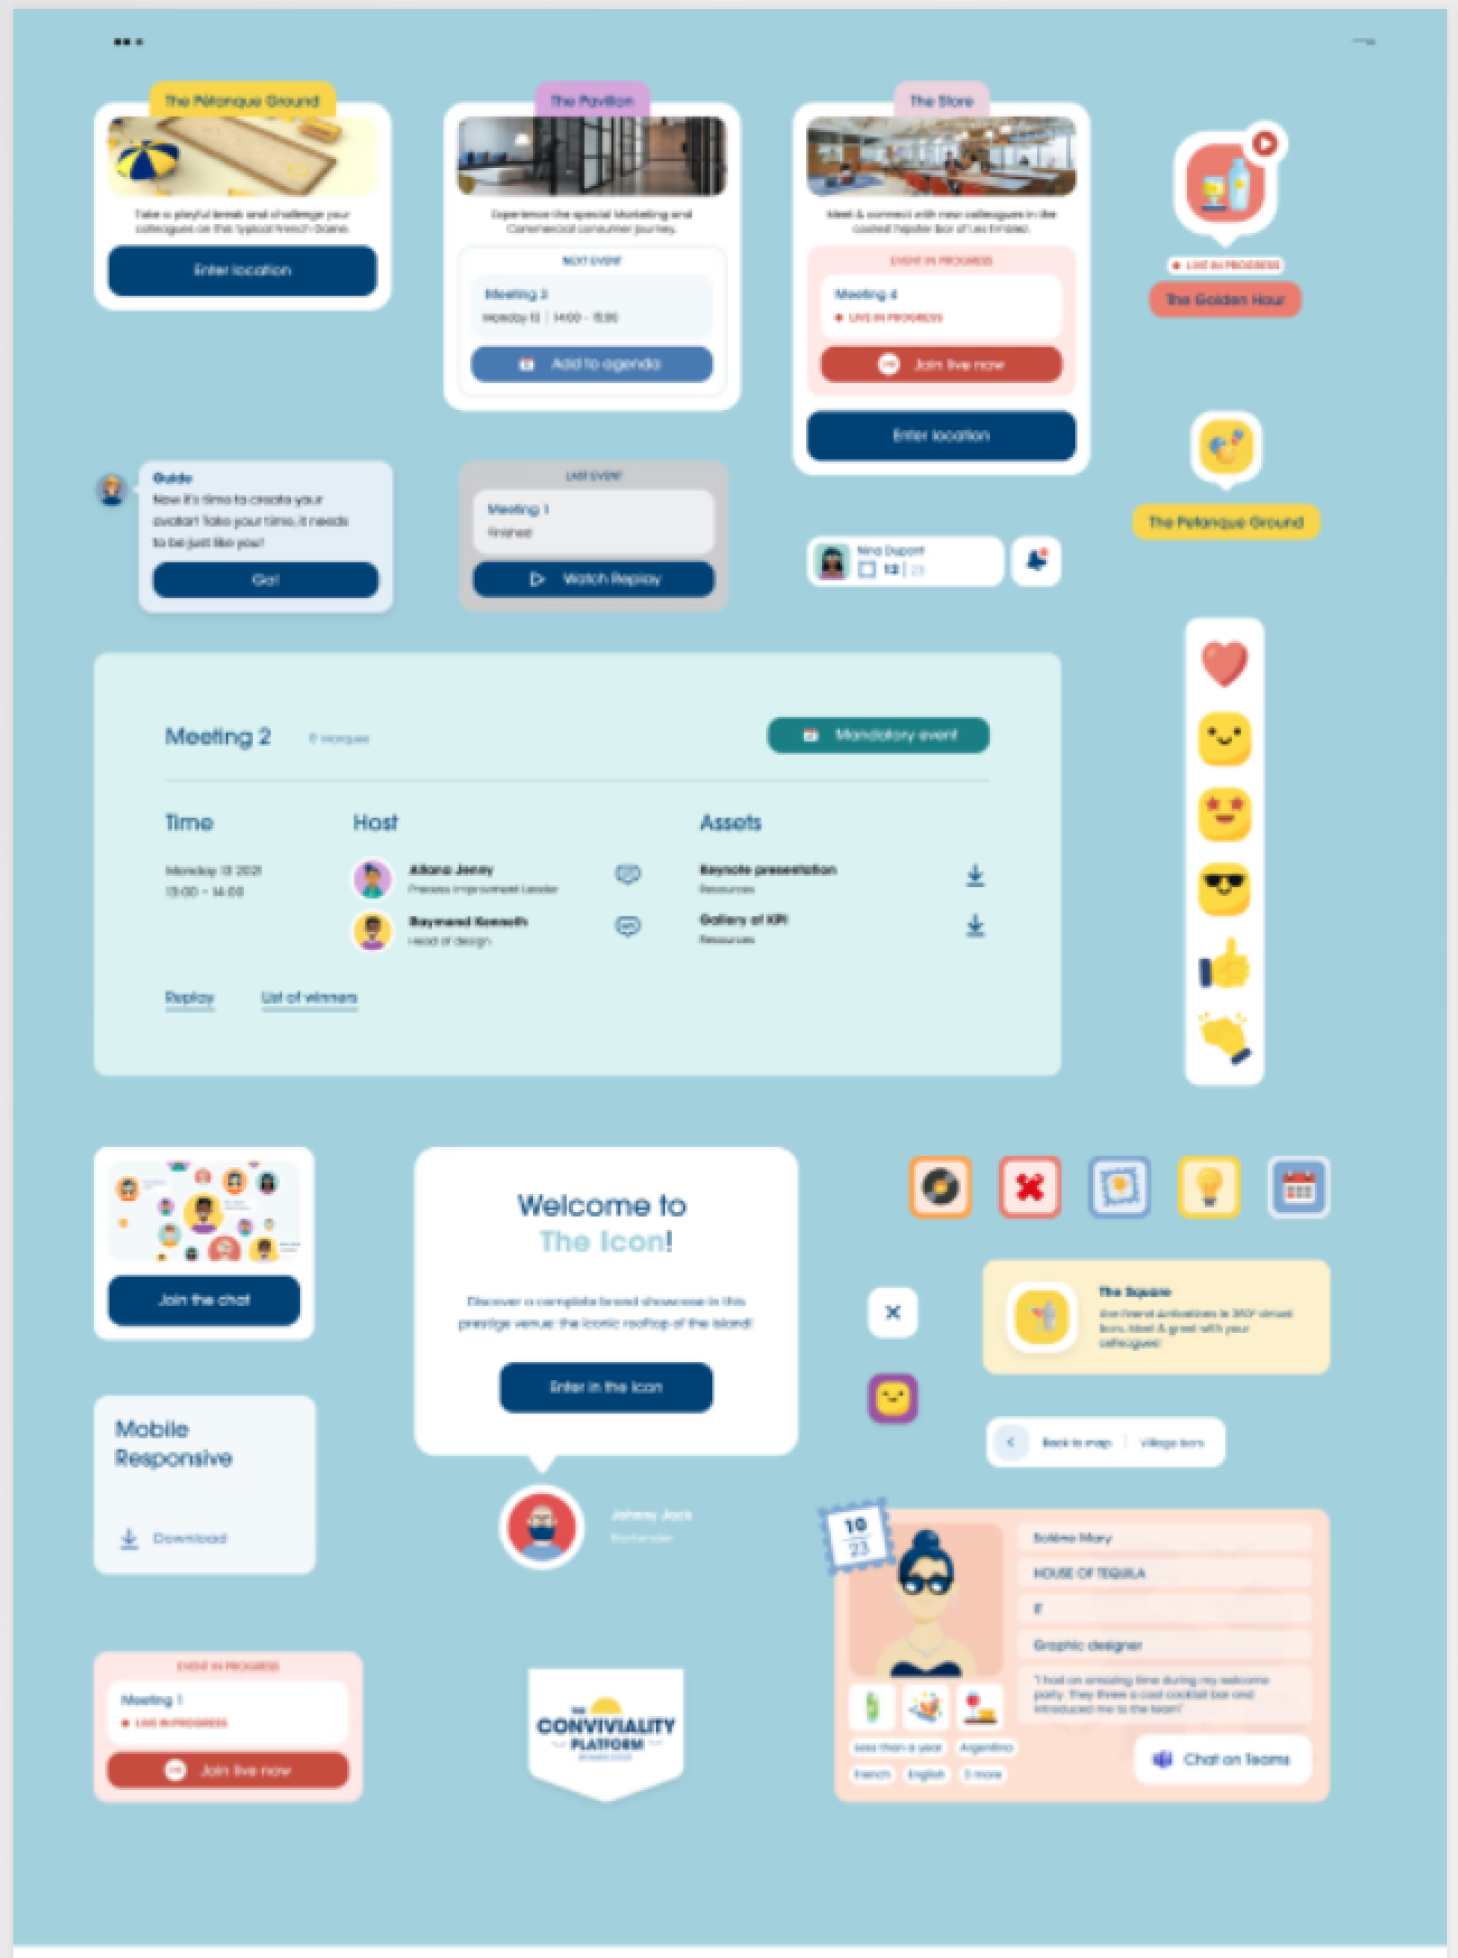 The Pétanque Ground
Take a playful break and challenge your
colleagues on this typical French Game.
Enter location
The Pavilion
Experience the special Marketing and
Commercial consumer journey.
NEXT EVENT
Meeting 3
Monday 13 | 14:00 - 15:00
Add to agenda
The Store
Meet & connect with new colleagues in the
coolest hipster bar of Les Embiez.
EVENT IN PROGRESS
Meeting 4
LIVE IN PROGRESS
Join live now
Enter location
LIVE IN PROGRESS
The Golden Hour
The Petanque Ground
Guide
Now it's time to create your
avatar! Take your time, it needs
to be just like you!
Go!
LAST EVENT
Meeting 1
Finished
Watch Replay
Nina Dupont
12 | 23
Meeting 2
Marquee
Mandatory event
Time
Monday 13 2021
13:00 - 14:00
Host
Aliana Jenny
Process Improvement Leader
Raymond Kenneth
Head of design
Assets
Keynote presentation
Resources
Gallery of KPI
Resources
Replay
List of winners
Join the chat
Welcome to
The Icon!
Discover a complete brand showcase in this
prestige venue: the iconic rooftop of the island!
Enter in the Icon
Johnny Jack
Bartender
The Square
bars. Meet & greet with your
colleagues!
Back to map | Village bars
Mobile
Responsive
Download
EVENT IN PROGRESS
Meeting 1
LIVE IN PROGRESS
Join live now
THE
CONVIVIALITY
PLATFORM
10
23
Solène Mary
HOUSE OF TEQUILA
IT
Graphic designer
"I had an amazing time during my welcome
party. They threw a cool cocktail bar and
introduced me to the team"
Less than a year
Argentina
French
English
3 more
Chat on Teams